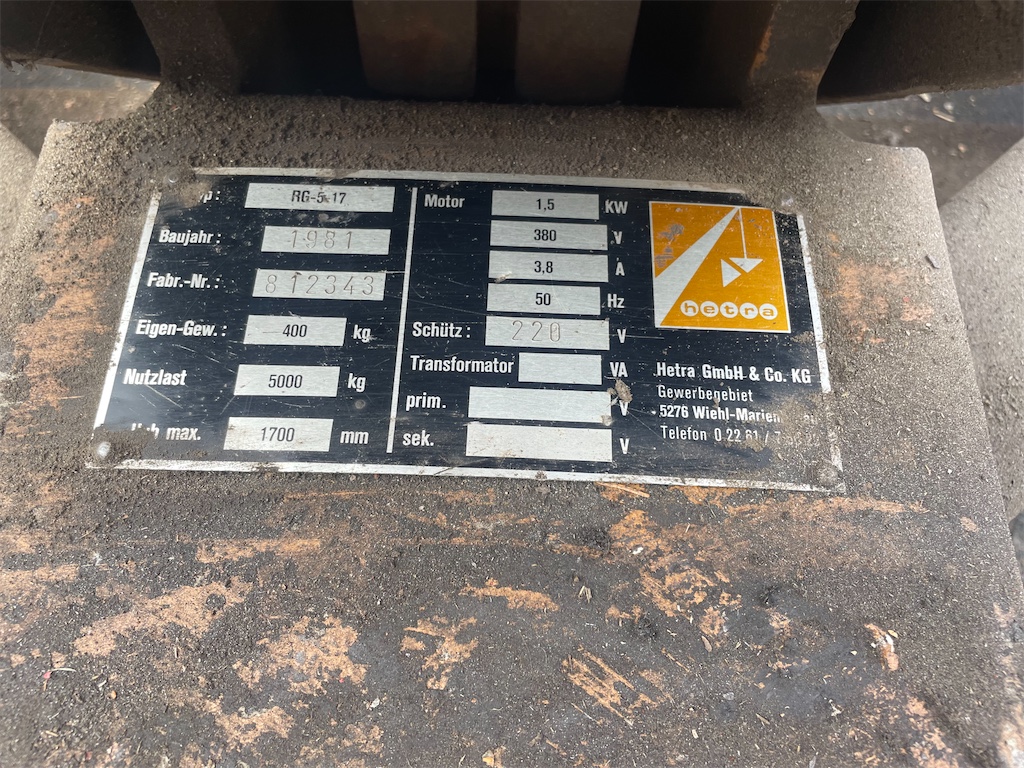 RG-5.17
Baujahr : 1981
Fabr.-Nr. : 812343
Eigen-Gew. : 400 kg
Nutzlast 5000 kg
max. 1700 mm
Motor 1,5 KW
380 V
3,8 A
50 Hz
Schütz : 220 V
Transformator VA
prim. V
sek. V
hetra
Hetra GmbH & Co. KG
Gewerbegebiet
5276
Telefon 0 22 61 /